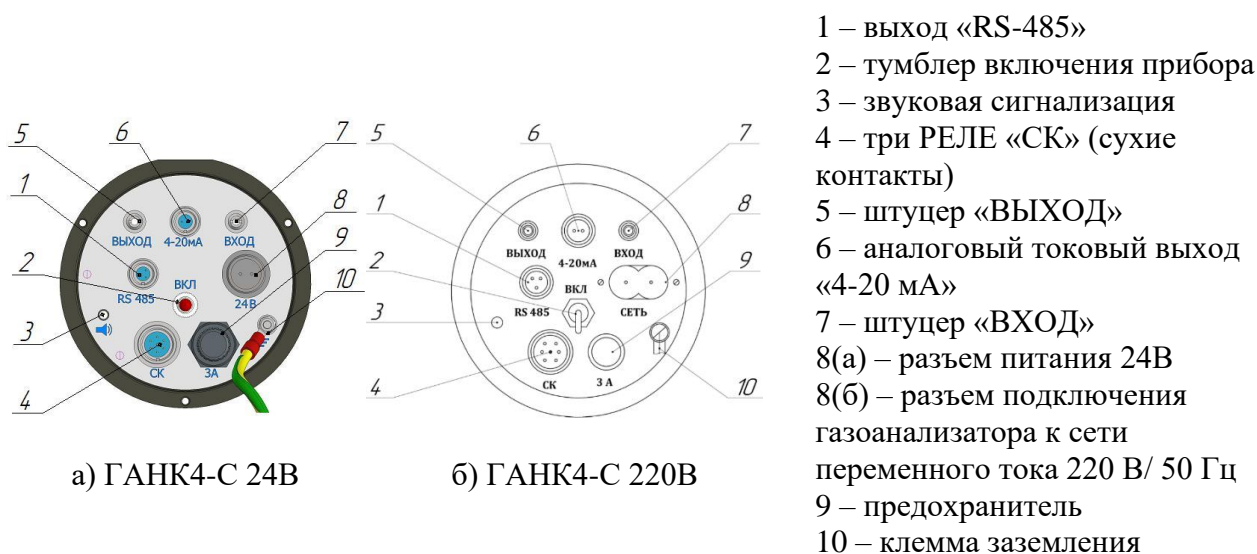 1 – выход «RS-485»
2 – тумблер включения прибора
3 – звуковая сигнализация
4 – три РЕЛЕ «СК» (сухие
контакты)
5 – штуцер «ВЫХОД»
6 – аналоговый токовый выход
«4-20 мА»
7 – штуцер «ВХОД»
8(а) – разъем питания 24В
8(б) – разъем подключения
газоанализатора к сети
переменного тока 220 В/ 50 Гц
9 – предохранитель
10 – клемма заземления
5 6 7
1 8
2 9
3 10
4
ВЫХОД 4-20мА ВХОД
RS 485 ВКЛ 24В
СК 3А
а) ГАНК4-С 24В
5 6 7
1 8
2 9
3
4 10
ВЫХОД 4-20мА ВХОД
RS 485 ВКЛ СЕТЬ
СК 3 А
б) ГАНК4-С 220В